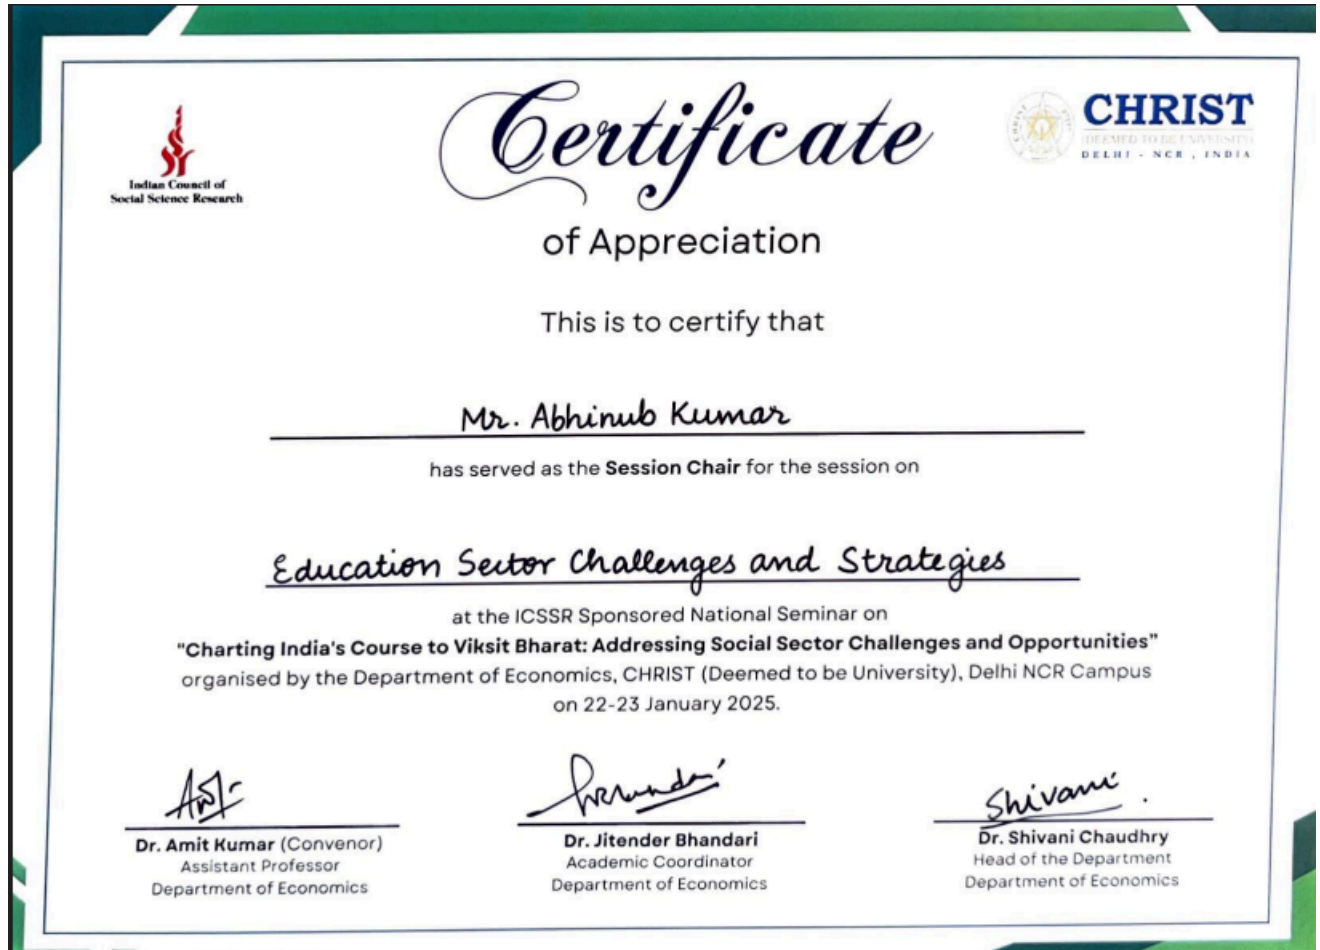 Certificate
of Appreciation
Indian Council of
Social Science Research
CHRIST
(DEEMED TO BE UNIVERSITY)
DELHI - NCR , INDIA
This is to certify that
Mr. Abhinub Kumar
has served as the Session Chair for the session on
Education Sector Challenges and Strategies
at the ICSSR Sponsored National Seminar on
"Charting India's Course to Viksit Bharat: Addressing Social Sector Challenges and Opportunities"
organised by the Department of Economics, CHRIST (Deemed to be University), Delhi NCR Campus
on 22-23 January 2025.
Shivani
Dr. Amit Kumar (Convenor)
Assistant Professor
Department of Economics
Dr. Jitender Bhandari
Academic Coordinator
Department of Economics
Dr. Shivani Chaudhry
Head of the Department
Department of Economics